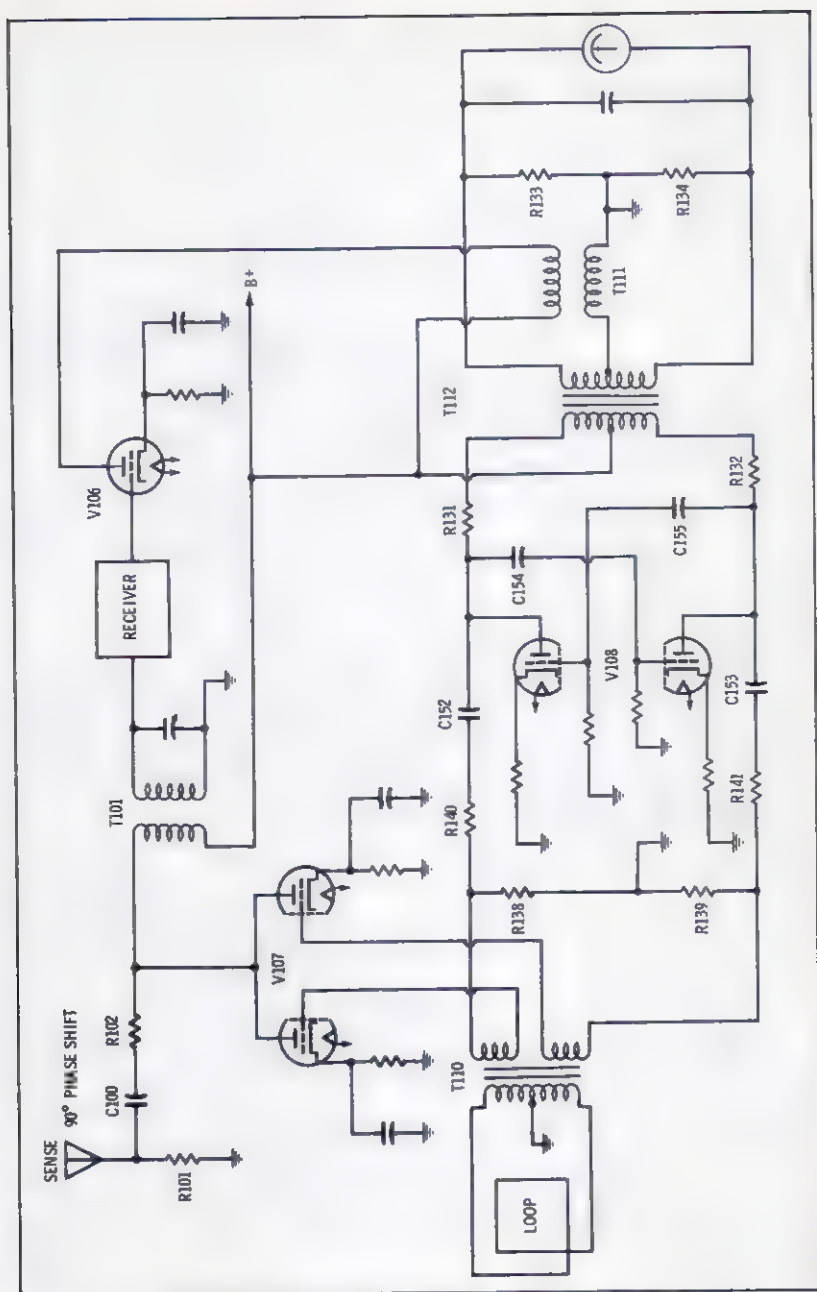 SENSE
90° PHASE SHIFT
C100
R102
R101
T101
RECEIVER
V106
B+
V107
T110
LOOP
R138
R139
R140
R141
C152
C153
V108
C154
C155
R131
R132
T112
T111
R133
R134